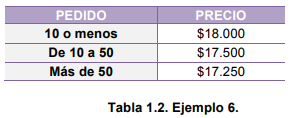 PEDIDO PRECIO
10 o menos $18.000
De 10 a 50 $17.500
Más de 50 $17.250
Tabla 1.2. Ejemplo 6.